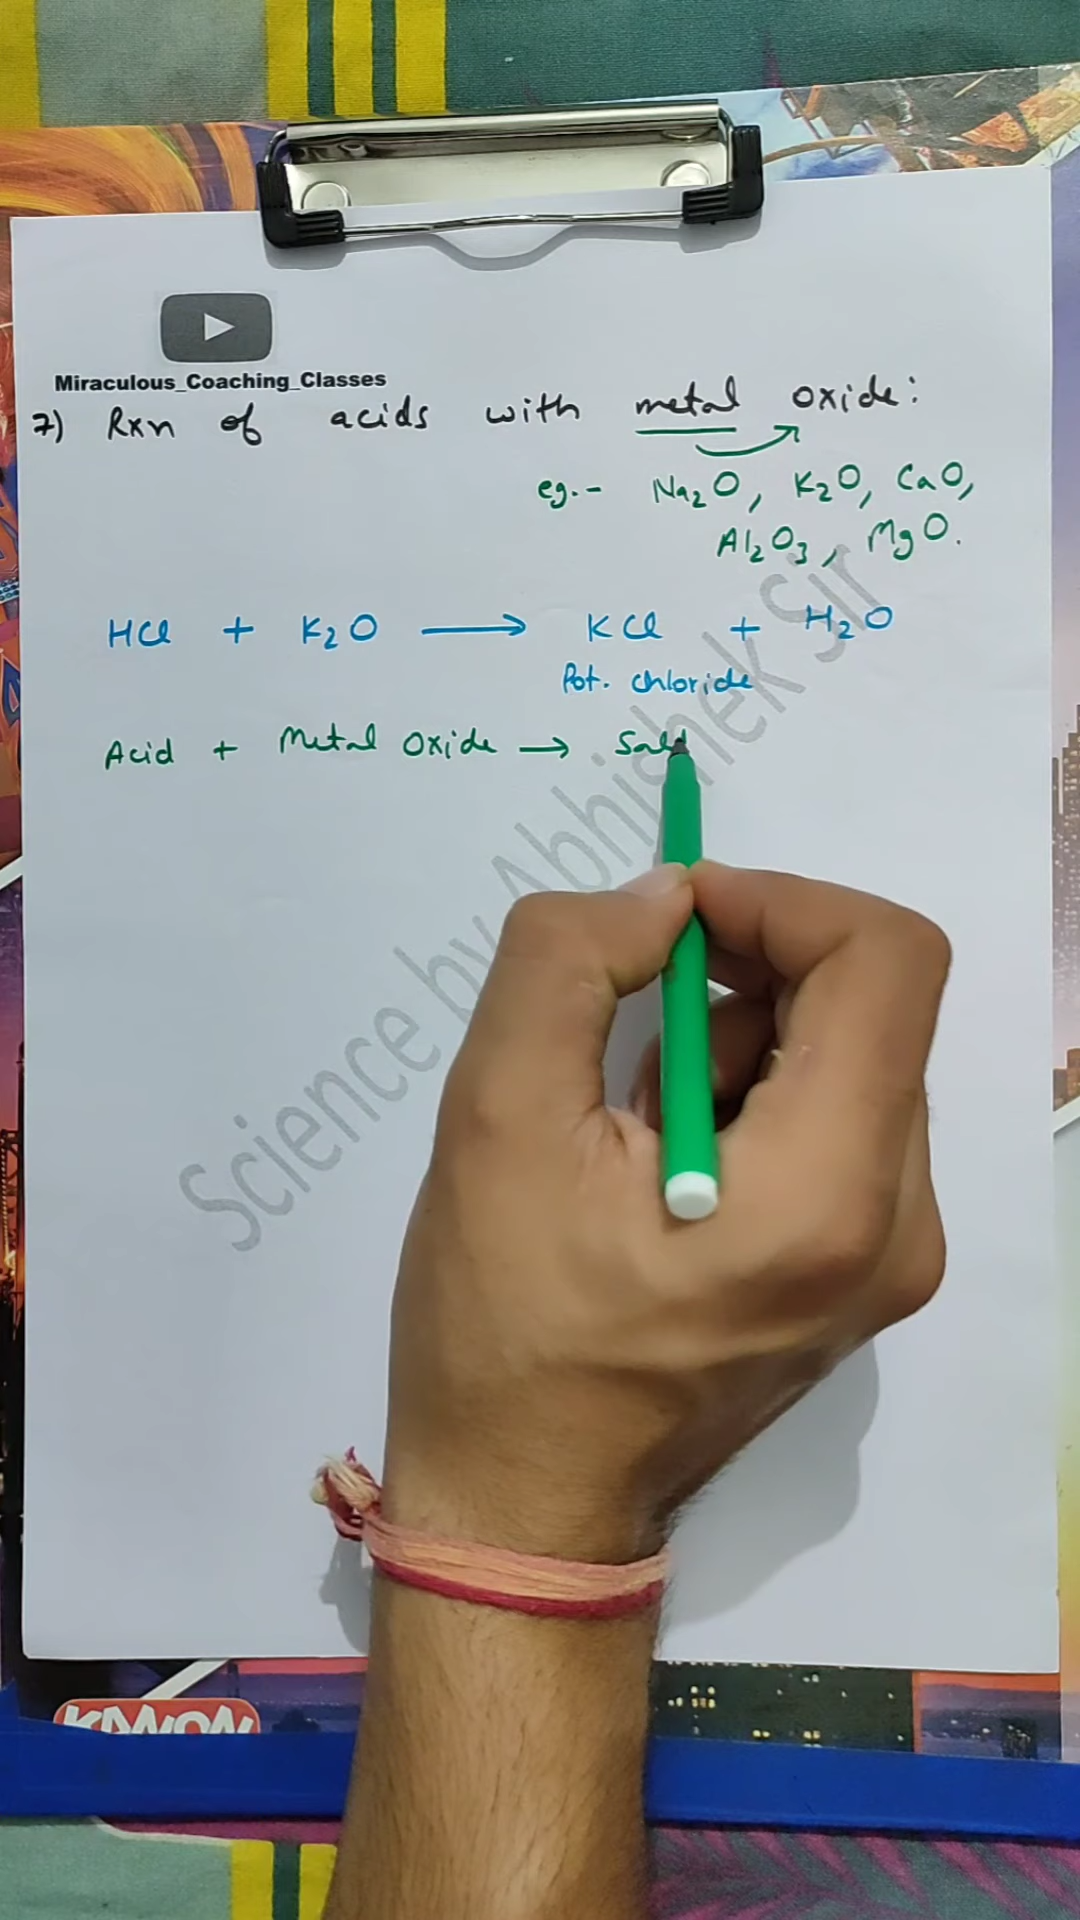 Miraculous_Coaching_Classes
7) Rxn of acids with metal oxide:
eg.- Na₂O, K₂O, CaO,
Al₂O₃, MgO.
HCl + K₂O ⟶ KCl + H₂O
Pot. chloride
Acid + Metal Oxide → Salt
Science by Abhishek Sir